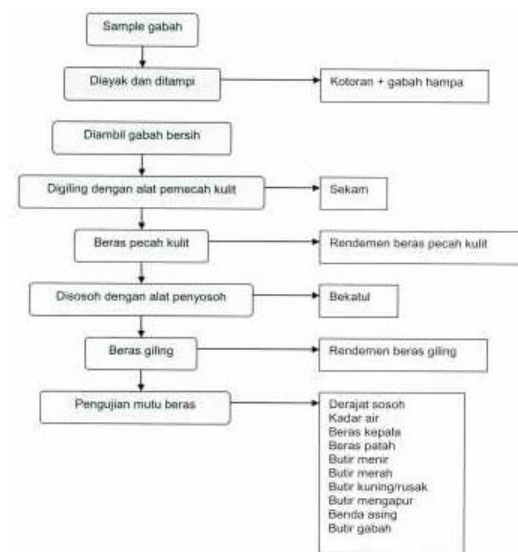 Sample gabah
Diayak dan ditampi
Kotoran + gabah hampa
Diambil gabah bersih
Digiling dengan alat pemecah kulit
Sekam
Beras pecah kulit
Rendemen beras pecah kulit
Disosoh dengan alat penyosoh
Bekatul
Beras giling
Rendemen beras giling
Pengujian mutu beras
Derajat sosoh
Kadar air
Beras kepala
Beras patah
Butir menir
Butir merah
Butir kuning/rusak
Butir mengapur
Benda asing
Butir gabah